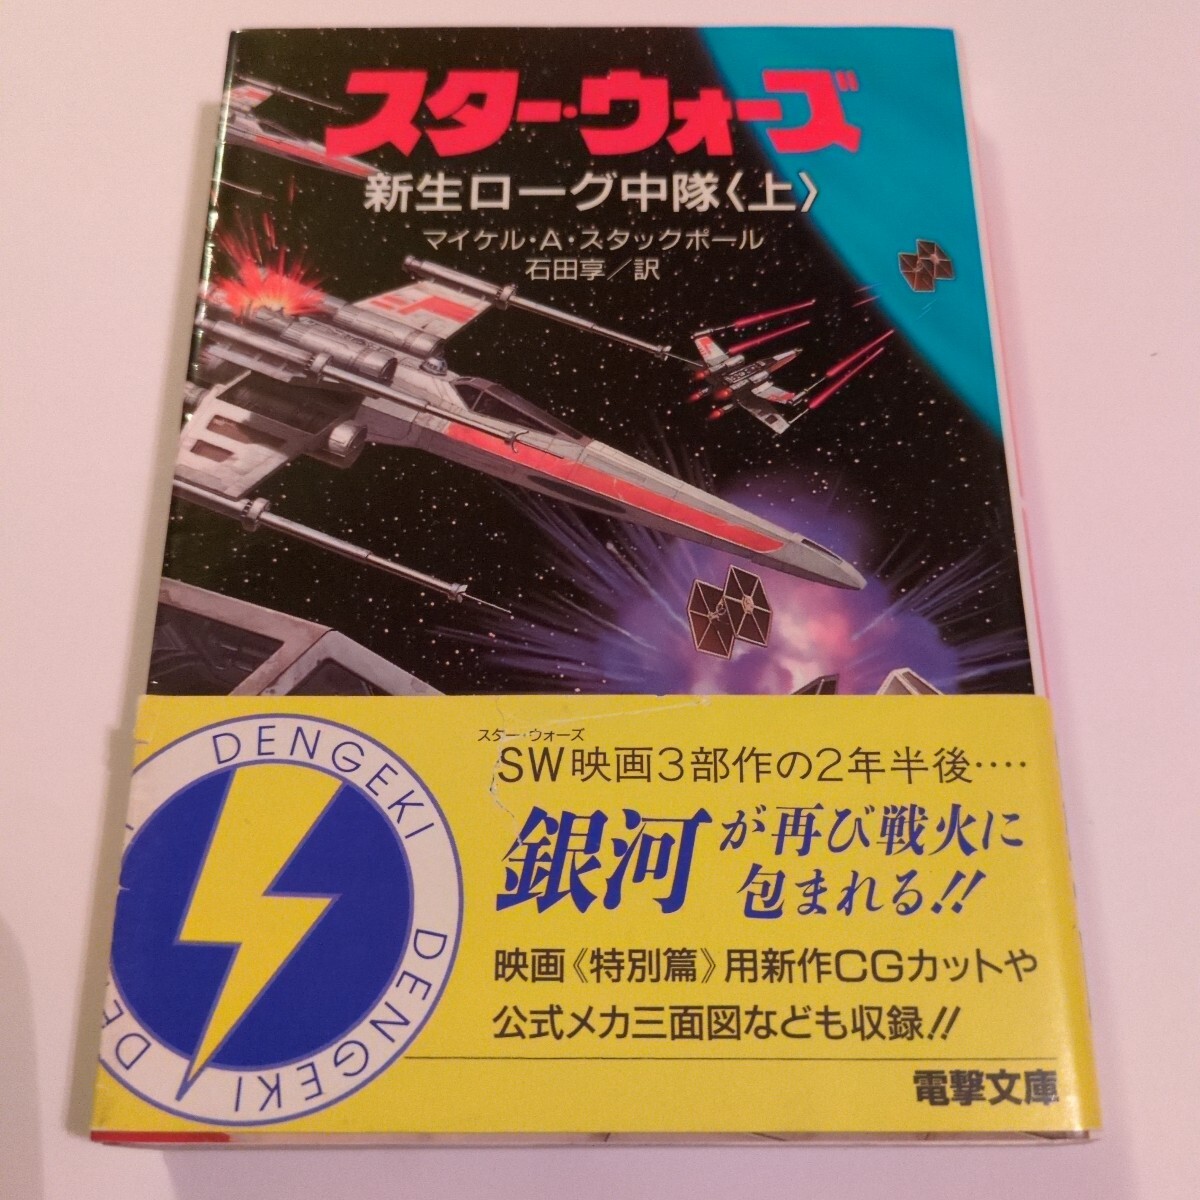 スター・ウォーズ
新生ローグ中隊〈上〉
マイケル・A・スタックポール
石田享／訳
スター・ウォーズ
SW映画3部作の2年半後‥‥
銀河が再び戦火に
包まれる!!
映画《特別篇》用新作CGカットや
公式メカ三面図なども収録!!
電撃文庫
DENGEKI DENGEKI DE